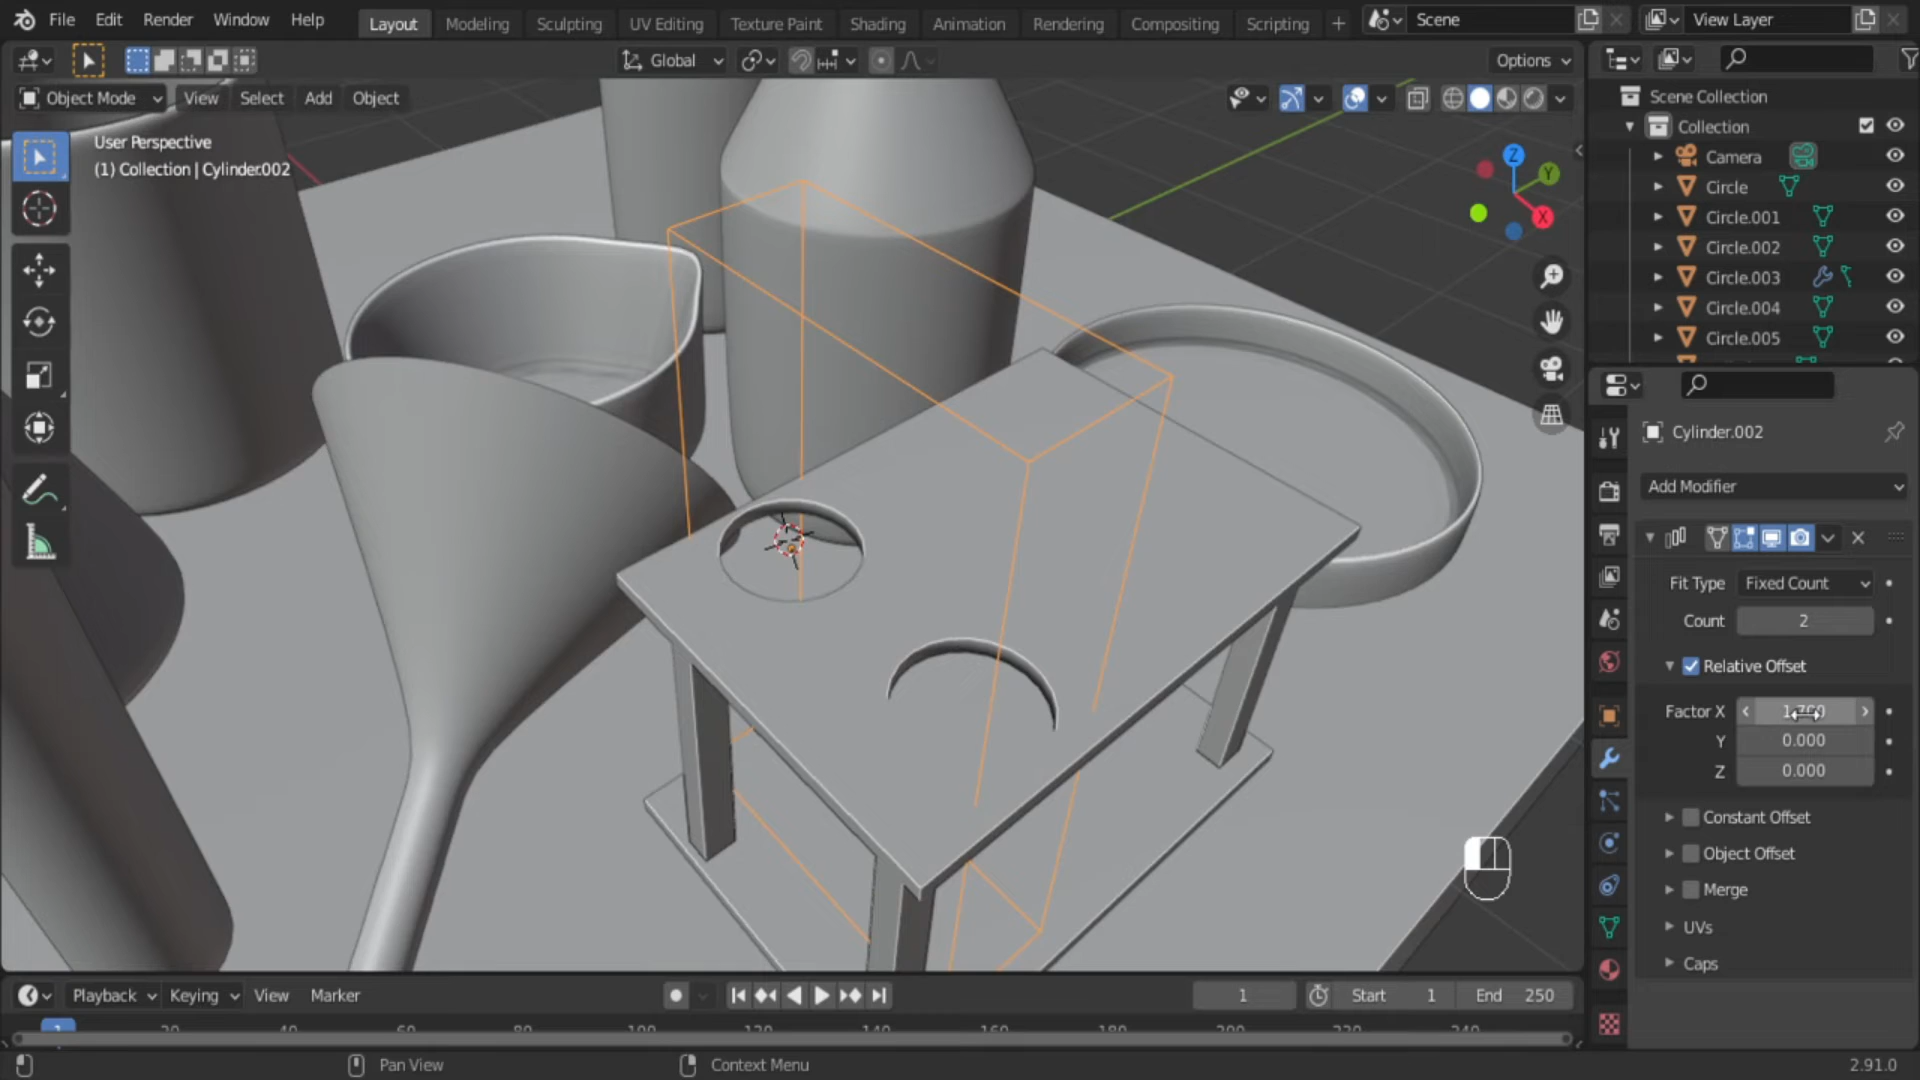 File Edit Render Window Help
Layout Modeling Sculpting UV Editing Texture Paint Shading Animation Rendering Compositing Scripting +
Scene
View Layer
Global
Options
Object Mode View Select Add Object
User Perspective
(1) Collection | Cylinder.002
Z
Y
X
Scene Collection
Collection
Camera
Circle
Circle.001
Circle.002
Circle.003
Circle.004
Circle.005
Cylinder.002
Add Modifier
Fit Type Fixed Count
Count 2
Relative Offset
Factor X
Y 0.000
Z 0.000
Constant Offset
Object Offset
Merge
UVs
Caps
Playback Keying View Marker
1 Start 1 End 250
1
Pan View
Context Menu
2.91.0